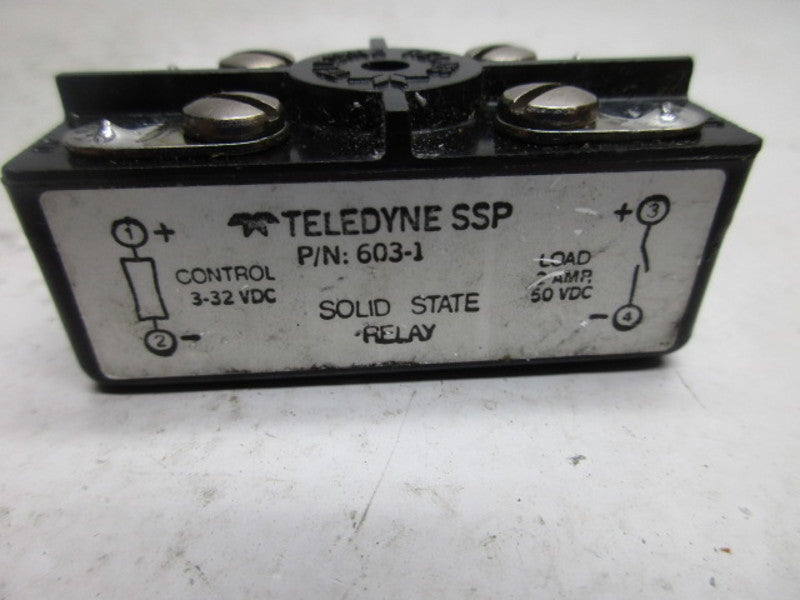 TELEDYNE SSP
P/N: 603-1
1 +
CONTROL
3-32 VDC
2 -
SOLID STATE
RELAY
+ 3
LOAD
AMP.
50 VDC
- 4